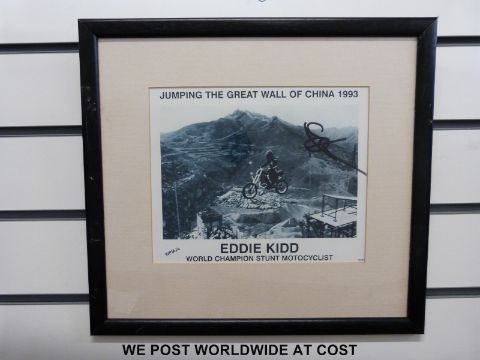 JUMPING THE GREAT WALL OF CHINA 1993
EDDIE KIDD
WORLD CHAMPION STUNT MOTOCYCLIST
WE POST WORLDWIDE AT COST